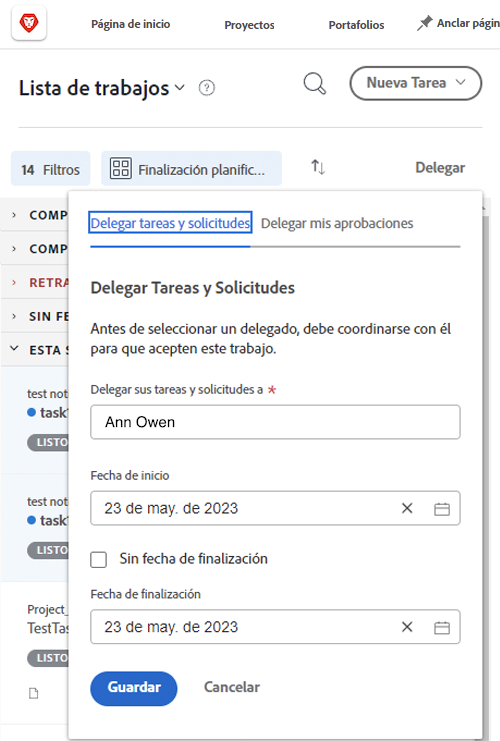 Página de inicio Proyectos Portafolios Anclar págin
Lista de trabajos ? Nueva Tarea
14 Filtros Finalización planific... Delegar
Delegar tareas y solicitudes Delegar mis aprobaciones
COMP
COMP
RETRA
SIN FE
ESTA S
Delegar Tareas y Solicitudes
Antes de seleccionar un delegado, debe coordinarse con él
para que acepten este trabajo.
Delegar sus tareas y solicitudes a *
Ann Owen
test not
task
LISTO
Fecha de inicio
23 de may. de 2023
test not
task
LISTO
Sin fecha de finalización
Fecha de finalización
23 de may. de 2023
Project_
TestTas
LISTO
Guardar Cancelar